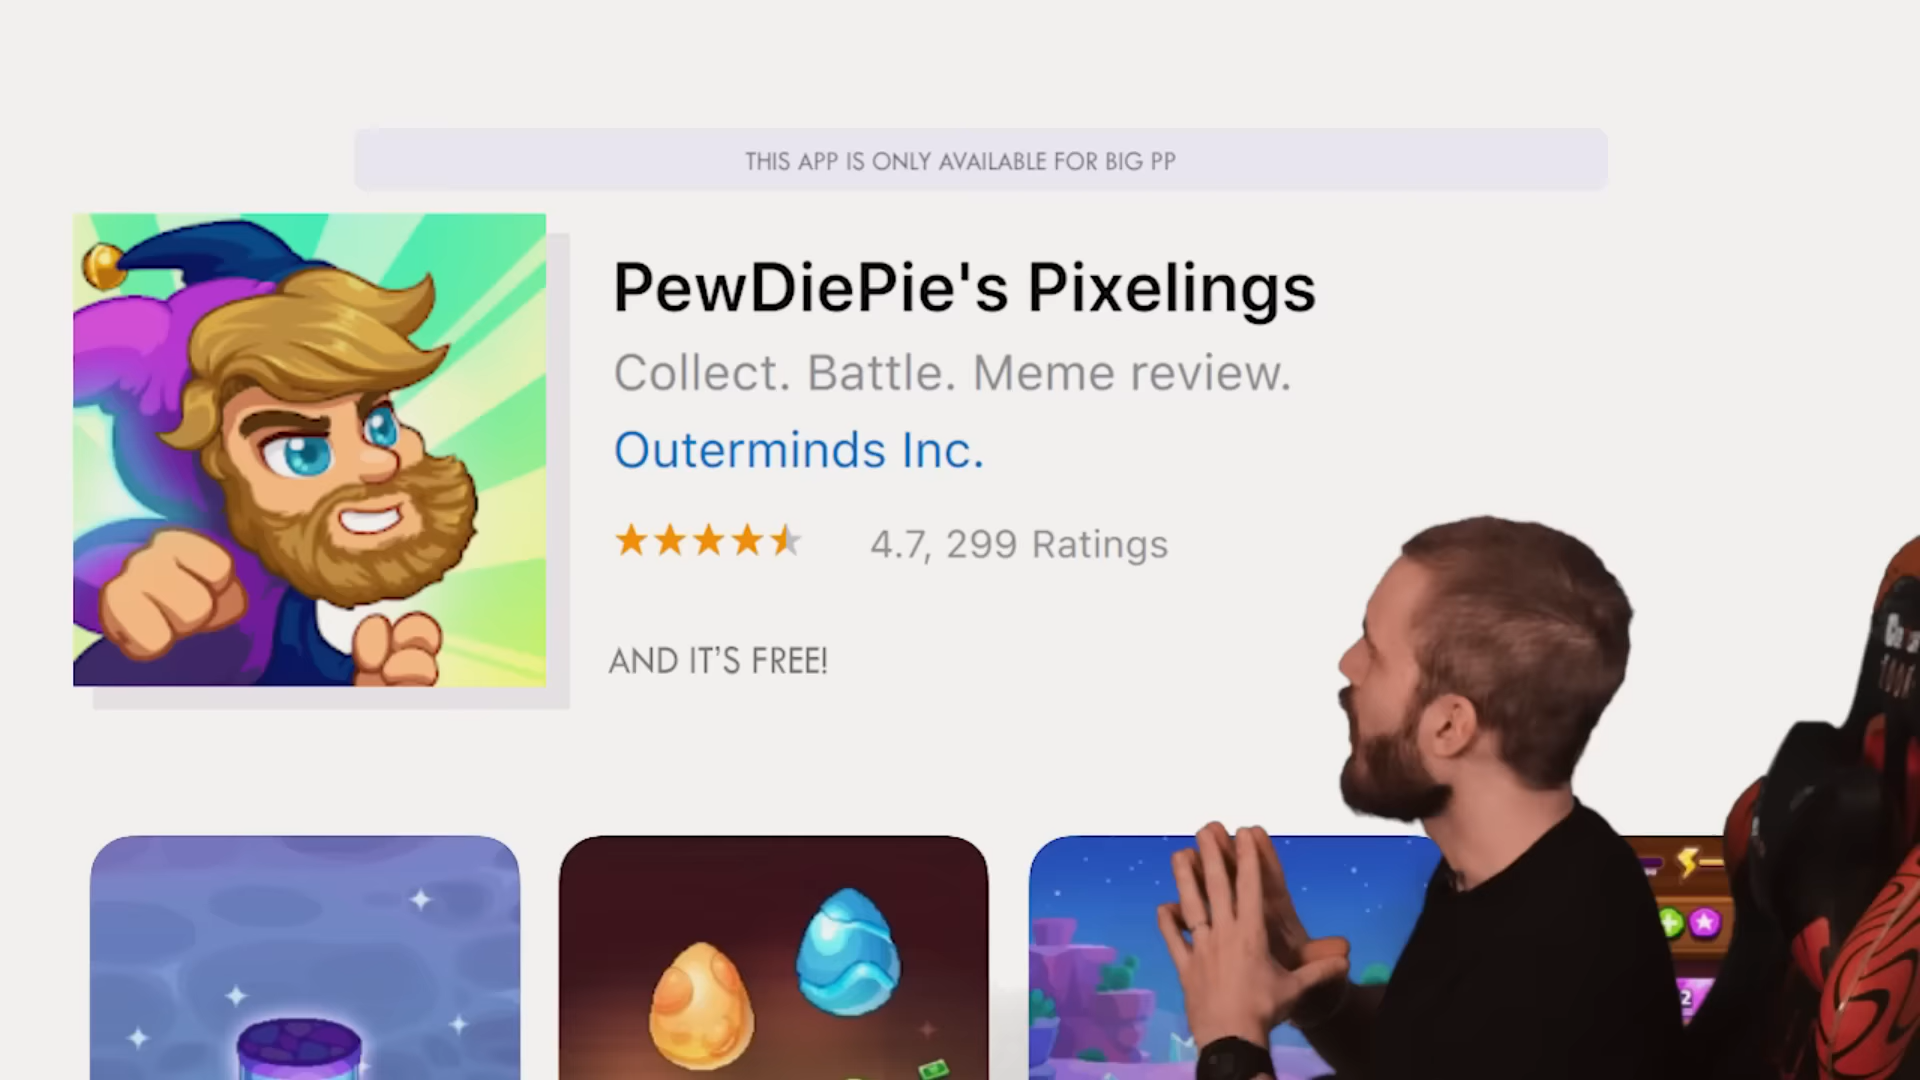 THIS APP IS ONLY AVAILABLE FOR BIG PP
PewDiePie's Pixelings
Collect. Battle. Meme review.
Outerminds Inc.
4.7, 299 Ratings
AND IT'S FREE!
2